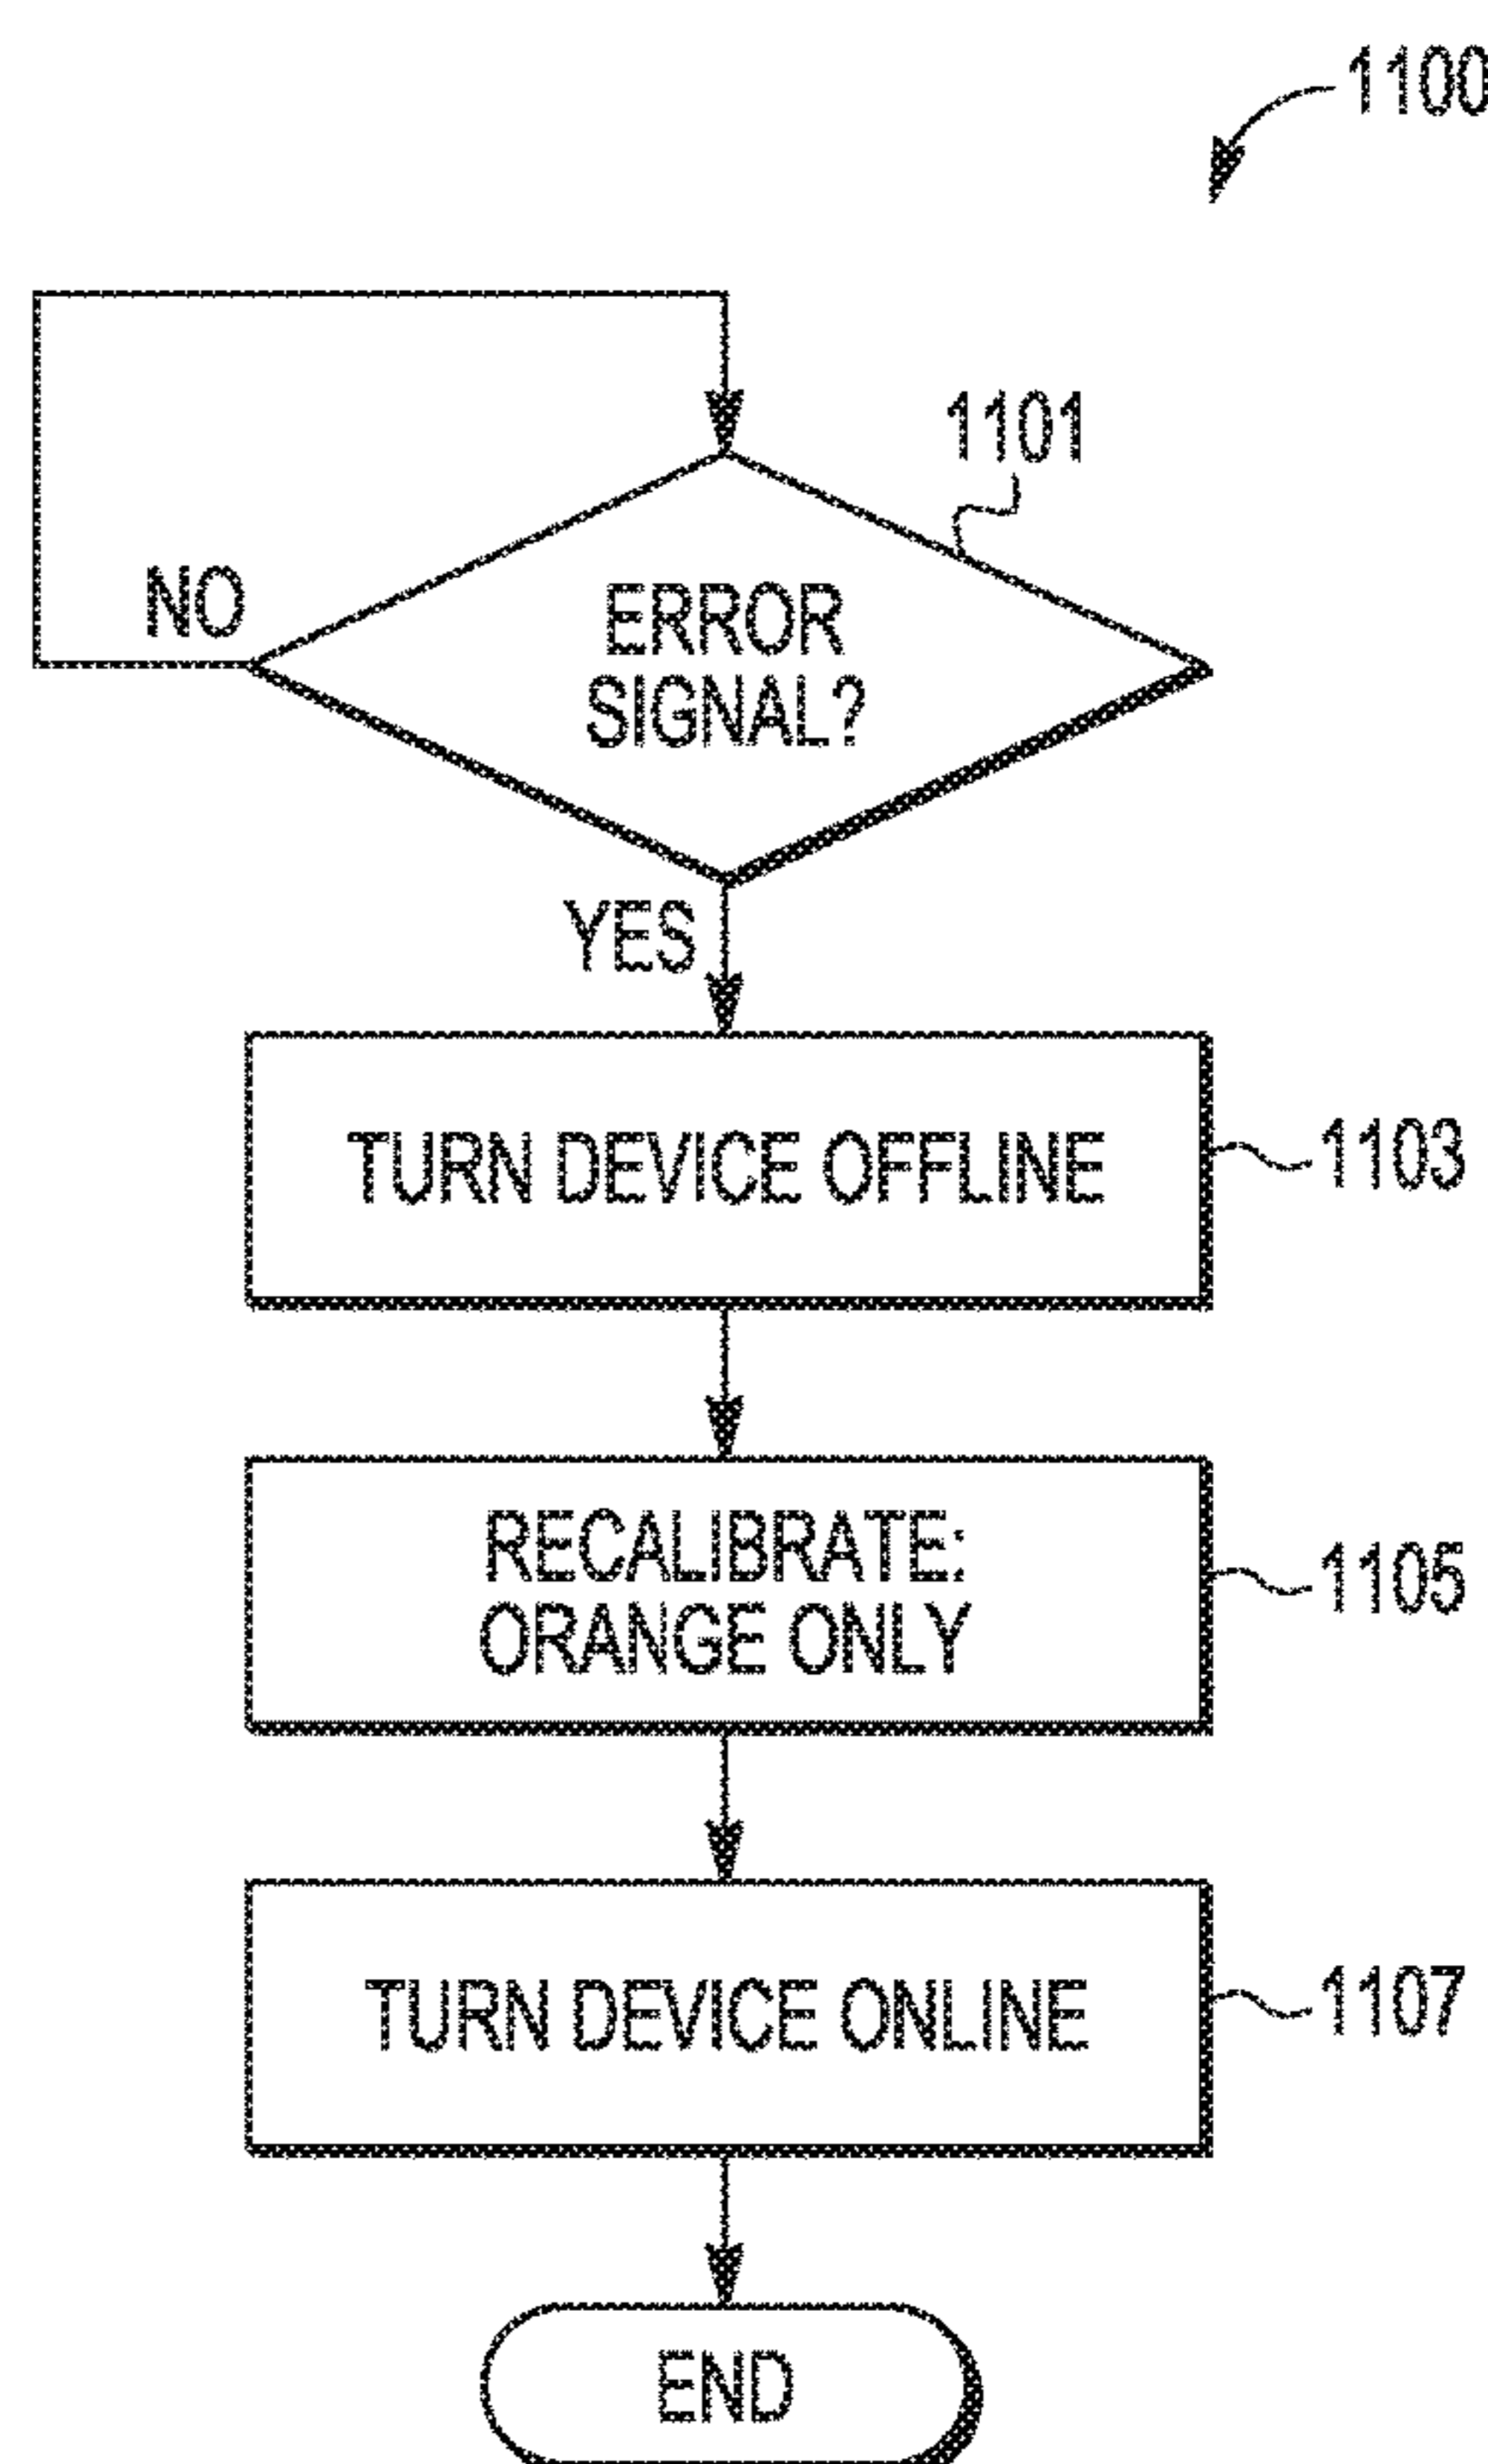 1100
1101
NO
ERROR
SIGNAL?
YES
TURN DEVICE OFFLINE
1103
RECALIBRATE:
ORANGE ONLY
1105
TURN DEVICE ONLINE
1107
END